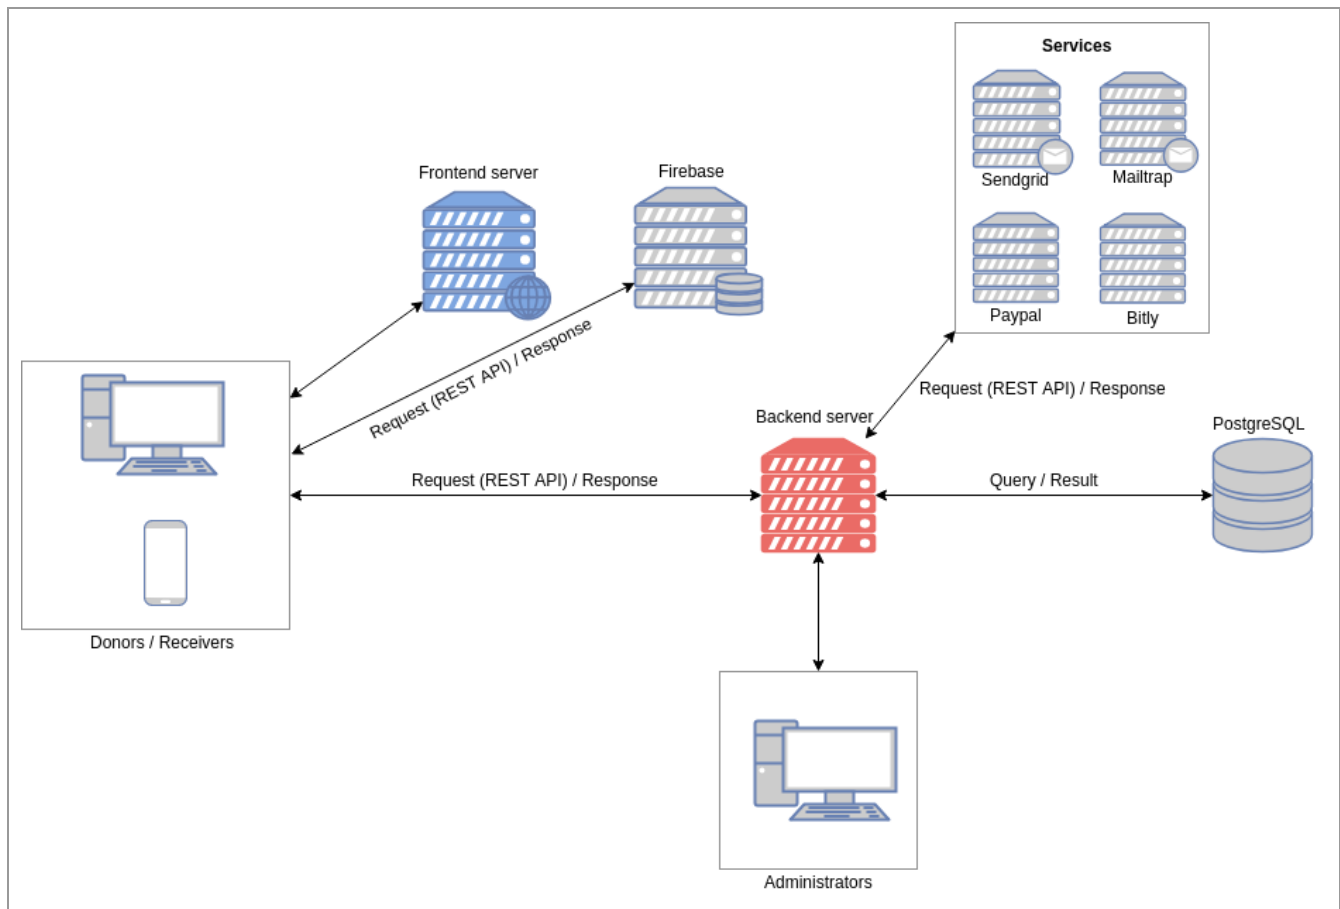 Services
Sendgrid
Mailtrap
Paypal
Bitly
Frontend server
Firebase
Request (REST API) / Response
Request (REST API) / Response
Backend server
PostgreSQL
Request (REST API) / Response
Query / Result
Donors / Receivers
Administrators